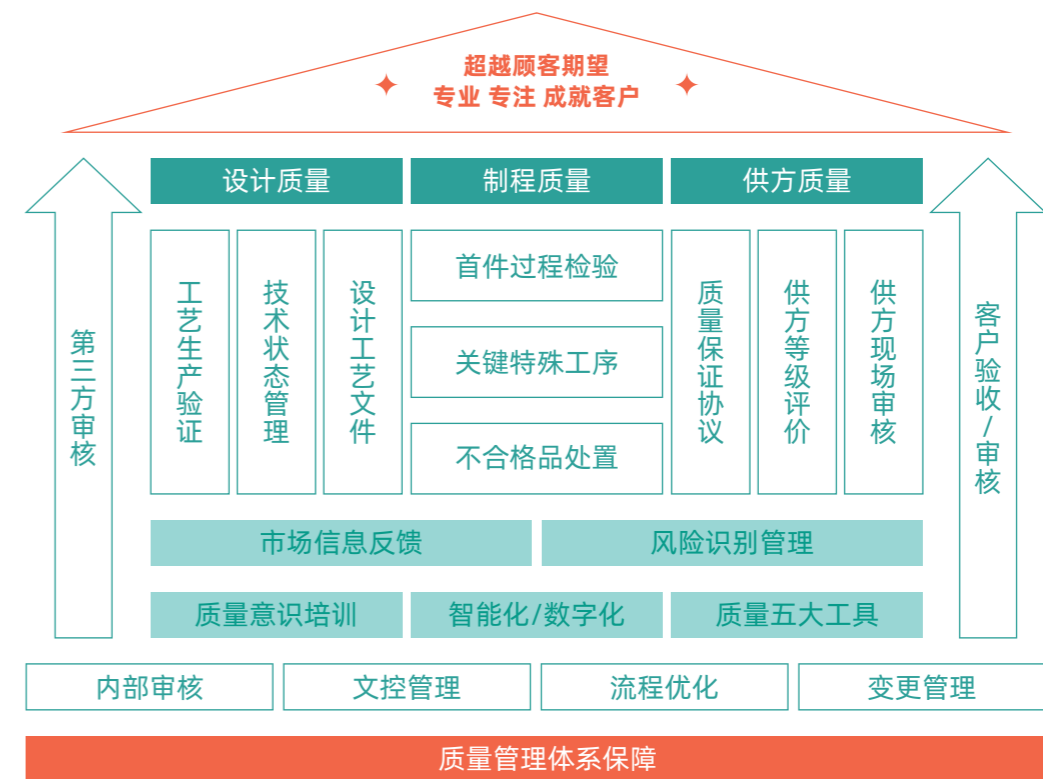 超越顾客期望
专业 专注 成就客户
设计质量
制程质量
供方质量
第三方审核
工艺生产验证
技术状态管理
设计工艺文件
首件过程检验
关键特殊工序
不合格品处置
质量保证协议
供方等级评价
供方现场审核
客户验收/审核
市场信息反馈
风险识别管理
质量意识培训
智能化/数字化
质量五大工具
内部审核
文控管理
流程优化
变更管理
质量管理体系保障